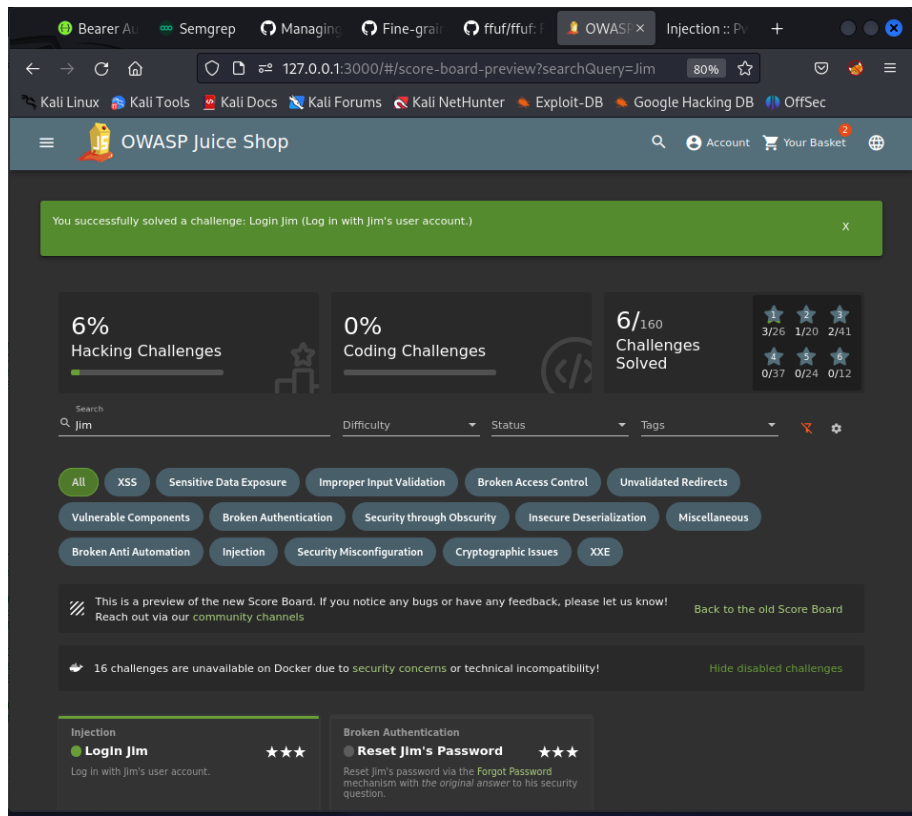 Bearer Au
Semgrep
Managing
Fine-grain
ffuf/ffuf: F
OWASP
Injection :: Pw
127.0.0.1:3000/#/score-board-preview?searchQuery=Jim
80%
Kali Linux
Kali Tools
Kali Docs
Kali Forums
Kali NetHunter
Exploit-DB
Google Hacking DB
OffSec
OWASP Juice Shop
Account
Your Basket
2
You successfully solved a challenge: Login Jim (Log in with Jim's user account.)
X
6%
Hacking Challenges
0%
Coding Challenges
6/160
Challenges
Solved
1
2
3
3/26
1/20
2/41
4
5
6
0/37
0/24
0/12
Search
Jim
Difficulty
Status
Tags
All
XSS
Sensitive Data Exposure
Improper Input Validation
Broken Access Control
Unvalidated Redirects
Vulnerable Components
Broken Authentication
Security through Obscurity
Insecure Deserialization
Miscellaneous
Broken Anti Automation
Injection
Security Misconfiguration
Cryptographic Issues
XXE
This is a preview of the new Score Board. If you notice any bugs or have any feedback, please let us know!
Reach out via our community channels
Back to the old Score Board
16 challenges are unavailable on Docker due to security concerns or technical incompatibility!
Hide disabled challenges
Injection
Login Jim
Log in with Jim's user account.
Broken Authentication
Reset Jim's Password
Reset Jim's password via the Forgot Password
mechanism with the original answer to his security
question.